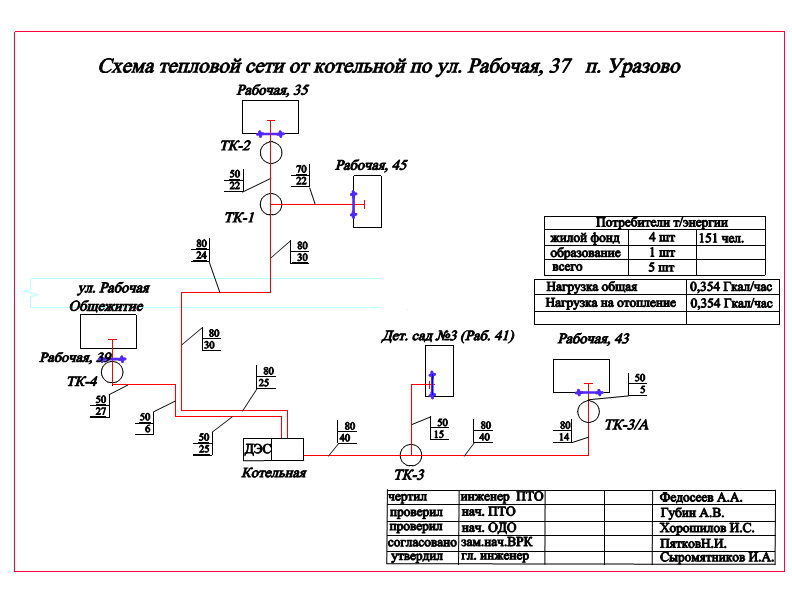 Схема тепловой сети от котельной по ул. Рабочая, 37 п. Уразово
Рабочая, 35
ТК-2
50
22
70
22
Рабочая, 45
ТК-1
80
24
80
30
Потребители т/энергии
жилой фонд 4 шт 151 чел.
образование 1 шт
всего 5 шт
Нагрузка общая 0,354 Гкал/час
Нагрузка на отопление 0,354 Гкал/час
ул. Рабочая
Общежитие
Рабочая, 39
ТК-4
80
30
Дет. сад №3 (Раб. 41)
Рабочая, 43
50
27
50
6
80
25
50
25
80
40
50
15
80
40
80
14
50
5
ТК-3/А
ДЭС
Котельная
ТК-3
чертил инженер ПТО Федосеев А.А.
проверил нач. ПТО Губин А.В.
проверил нач. ОДО Хорошилов И.С.
согласовано зам.нач.ВРК ПятковН.И.
утвердил гл. инженер Сыромятников И.А.